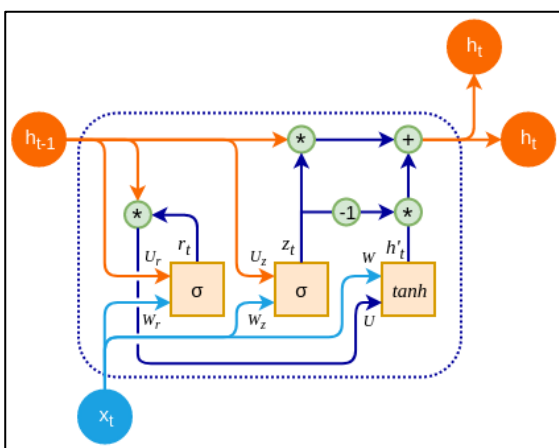 h_t
h_{t-1}
*
+
h_t
*
r_t
z_t
-1
*
h'_t
U_r
U_z
W
σ
σ
tanh
W_r
W_z
U
x_t